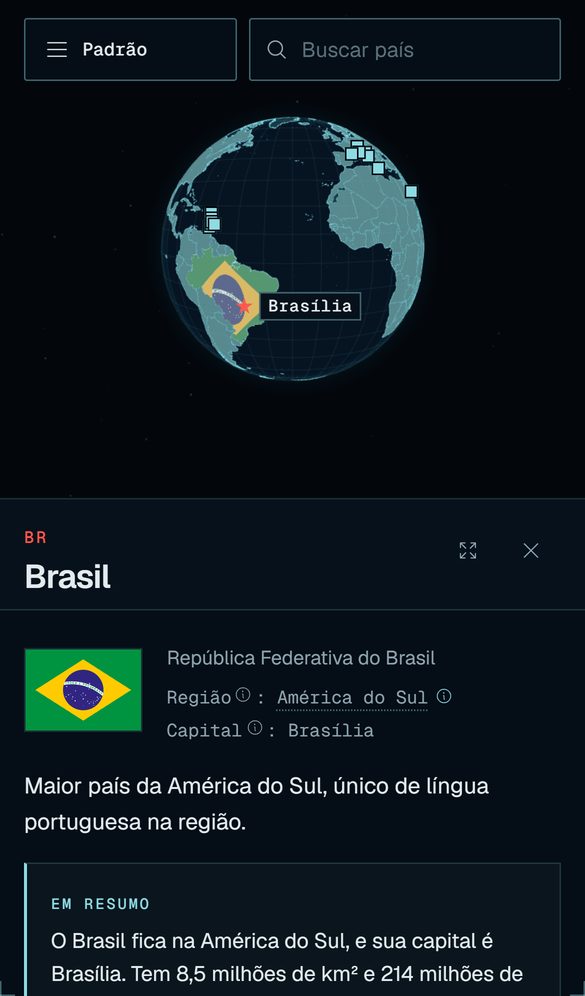 Padrão
Buscar país
Brasília
BR
Brasil
República Federativa do Brasil
Região ⓘ : América do Sul ⓘ
Capital ⓘ : Brasília
Maior país da América do Sul, único de língua
portuguesa na região.
EM RESUMO
O Brasil fica na América do Sul, e sua capital é
Brasília. Tem 8,5 milhões de km² e 214 milhões de